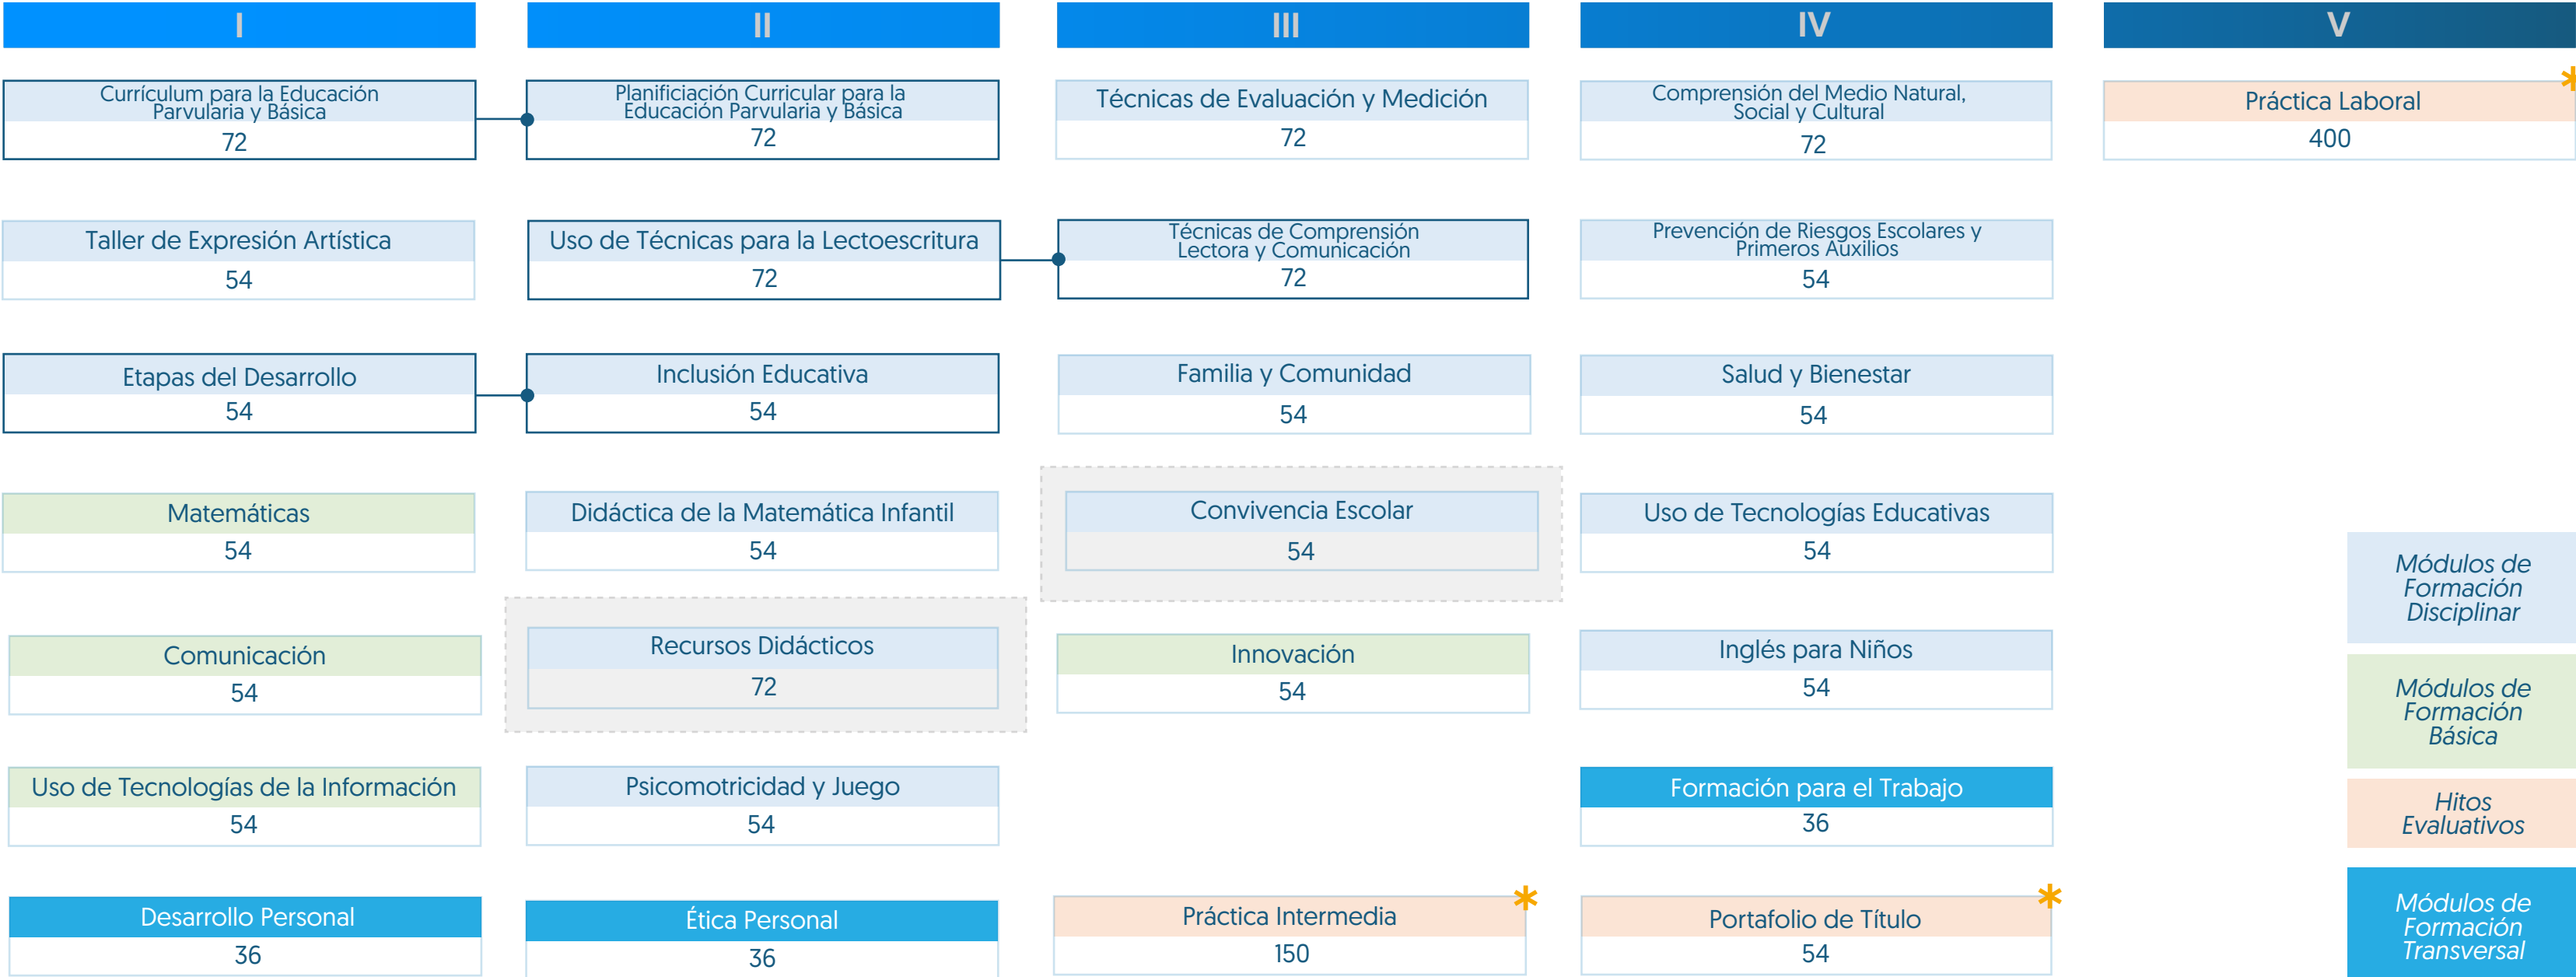 I
II
III
IV
V
Currículum para la Educación
Parvularia y Básica
72
Planificiación Curricular para la
Educación Parvularia y Básica
72
Técnicas de Evaluación y Medición
72
Comprensión del Medio Natural,
Social y Cultural
72
*
Práctica Laboral
400
Taller de Expresión Artística
54
Uso de Técnicas para la Lectoescritura
72
Técnicas de Comprensión
Lectora y Comunicación
72
Prevención de Riesgos Escolares y
Primeros Auxilios
54
Etapas del Desarrollo
54
Inclusión Educativa
54
Familia y Comunidad
54
Salud y Bienestar
54
Matemáticas
54
Didáctica de la Matemática Infantil
54
Convivencia Escolar
54
Uso de Tecnologías Educativas
54
Comunicación
54
Recursos Didácticos
72
Innovación
54
Inglés para Niños
54
Uso de Tecnologías de la Información
54
Psicomotricidad y Juego
54
Formación para el Trabajo
36
Desarrollo Personal
36
Ética Personal
36
*
Práctica Intermedia
150
*
Portafolio de Título
54
Módulos de
Formación
Disciplinar
Módulos de
Formación
Básica
Hitos
Evaluativos
Módulos de
Formación
Transversal